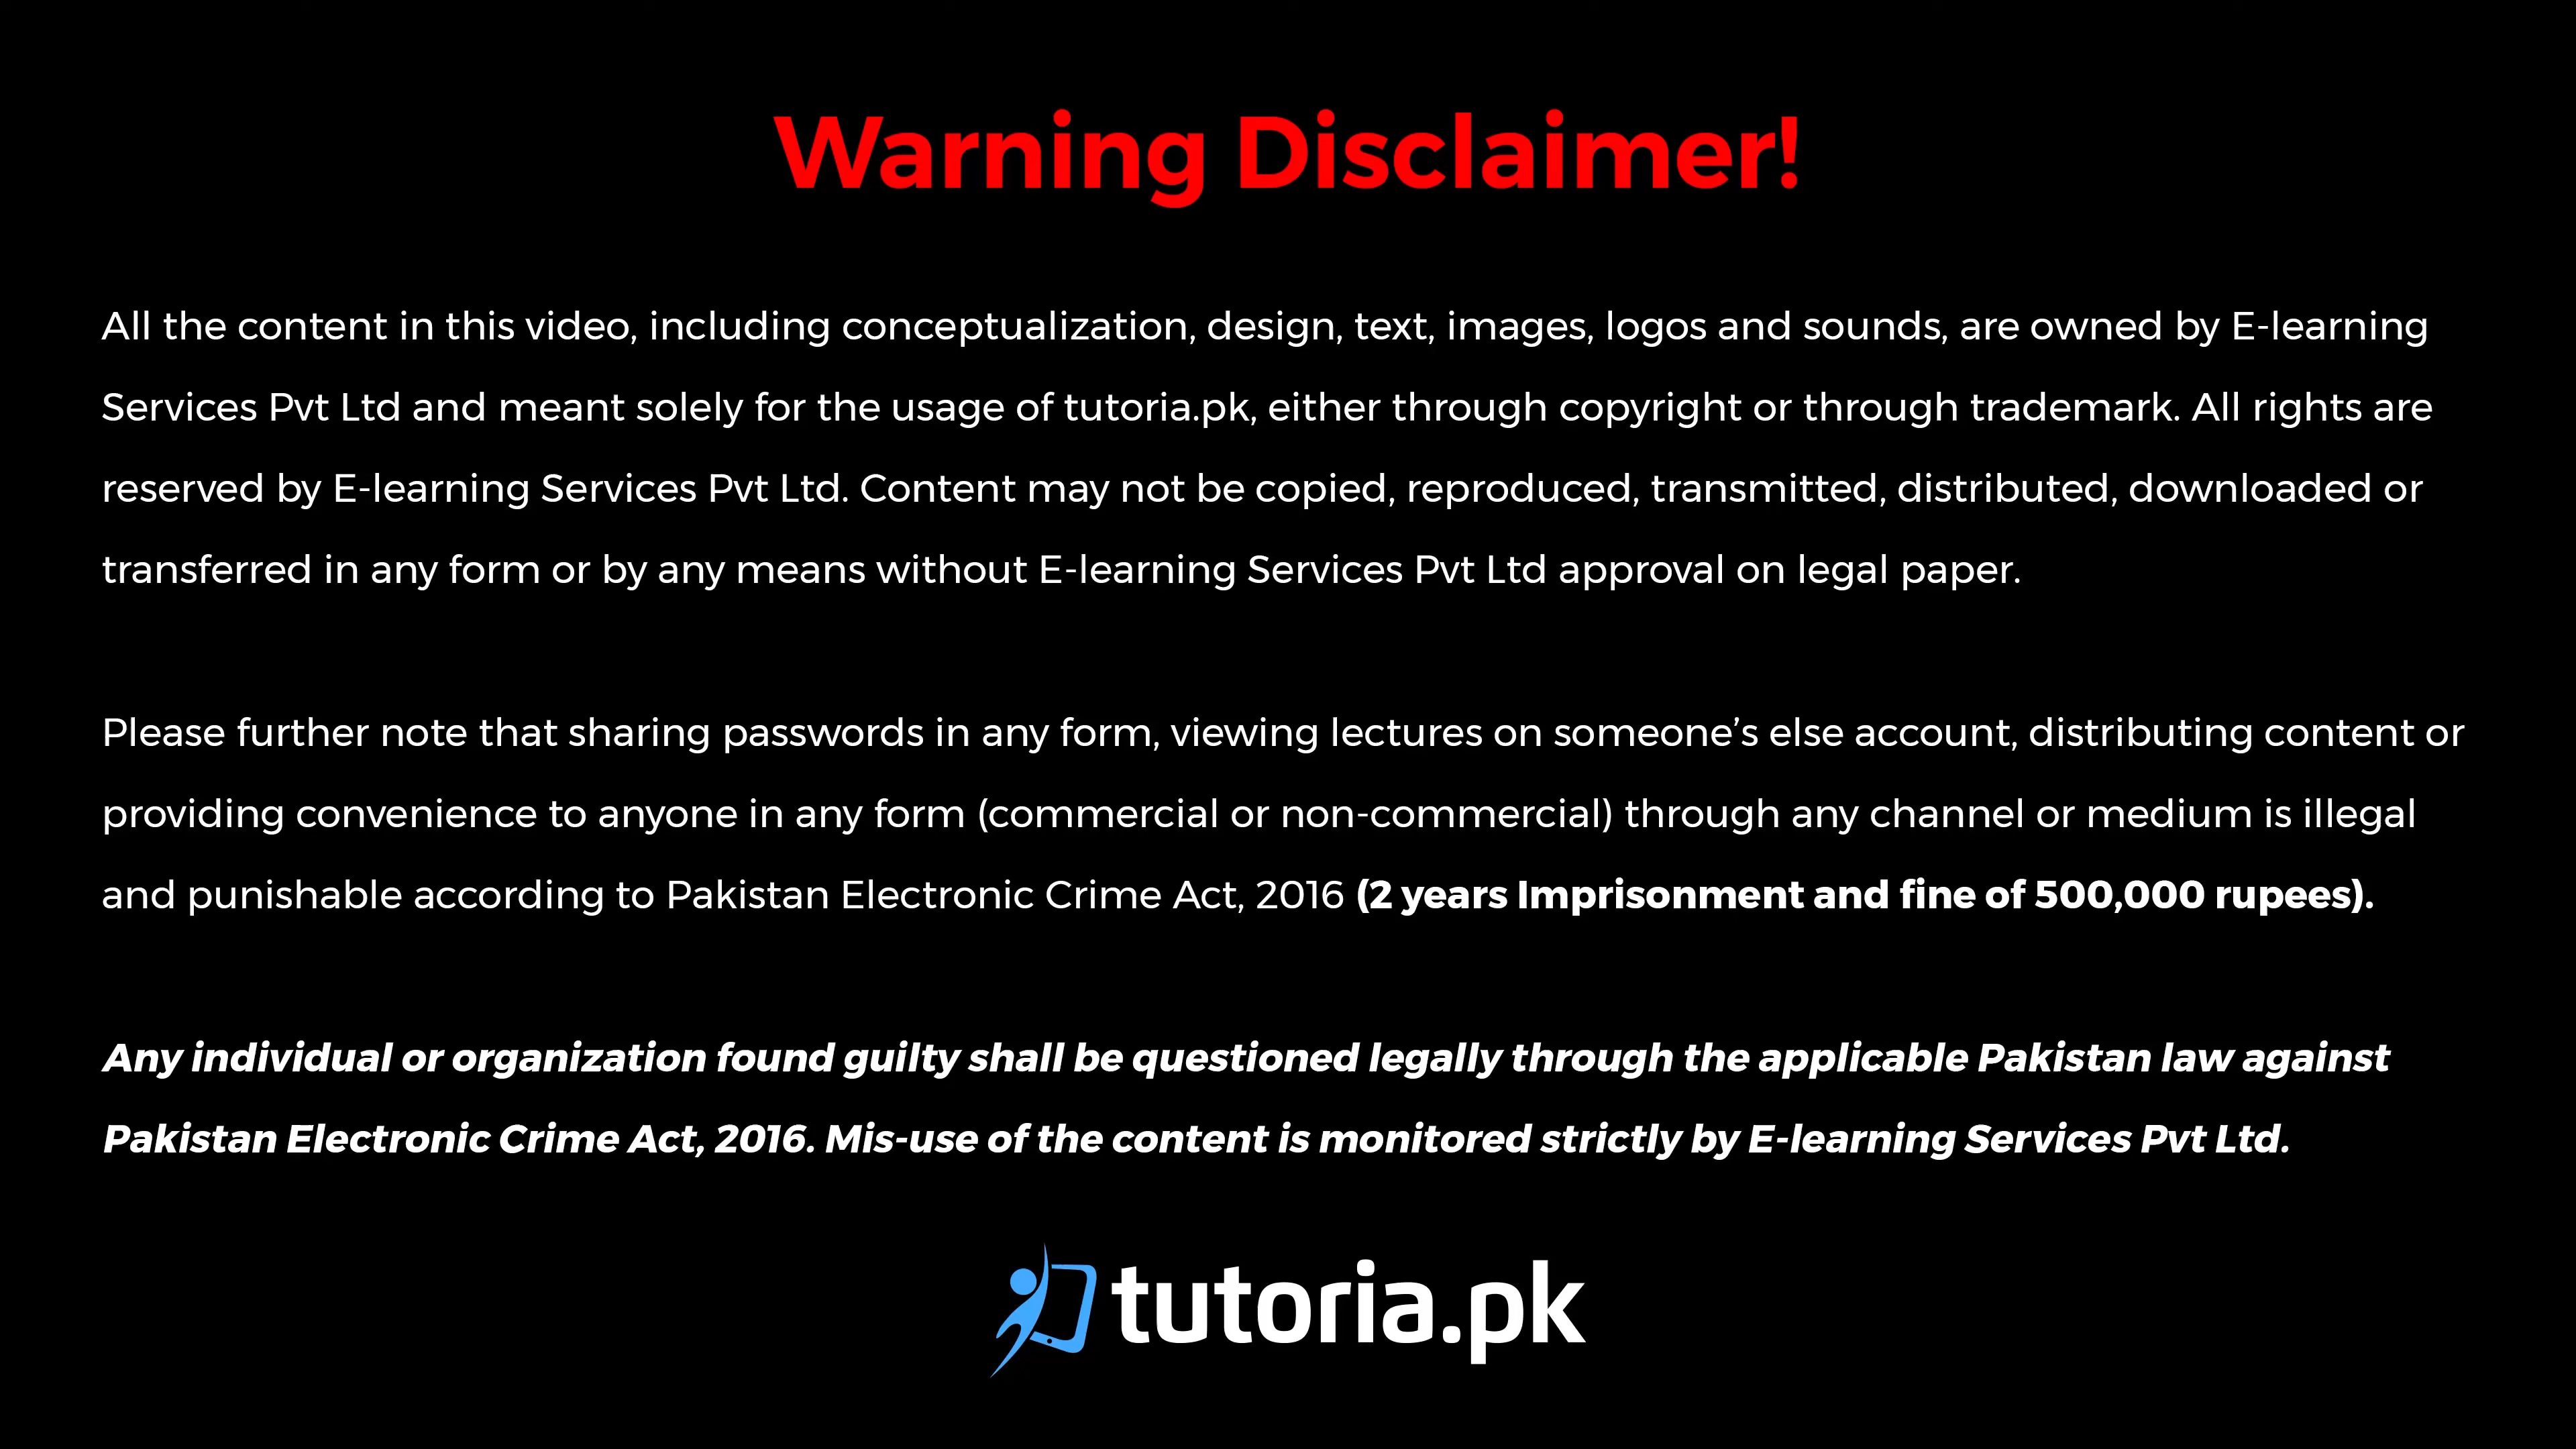 Warning Disclaimer!
All the content in this video, including conceptualization, design, text, images, logos and sounds, are owned by E-learning
Services Pvt Ltd and meant solely for the usage of tutoria.pk, either through copyright or through trademark. All rights are
reserved by E-learning Services Pvt Ltd. Content may not be copied, reproduced, transmitted, distributed, downloaded or
transferred in any form or by any means without E-learning Services Pvt Ltd approval on legal paper.
Please further note that sharing passwords in any form, viewing lectures on someone’s else account, distributing content or
providing convenience to anyone in any form (commercial or non-commercial) through any channel or medium is illegal
and punishable according to Pakistan Electronic Crime Act, 2016 (2 years Imprisonment and fine of 500,000 rupees).
Any individual or organization found guilty shall be questioned legally through the applicable Pakistan law against
Pakistan Electronic Crime Act, 2016. Mis-use of the content is monitored strictly by E-learning Services Pvt Ltd.
tutoria.pk